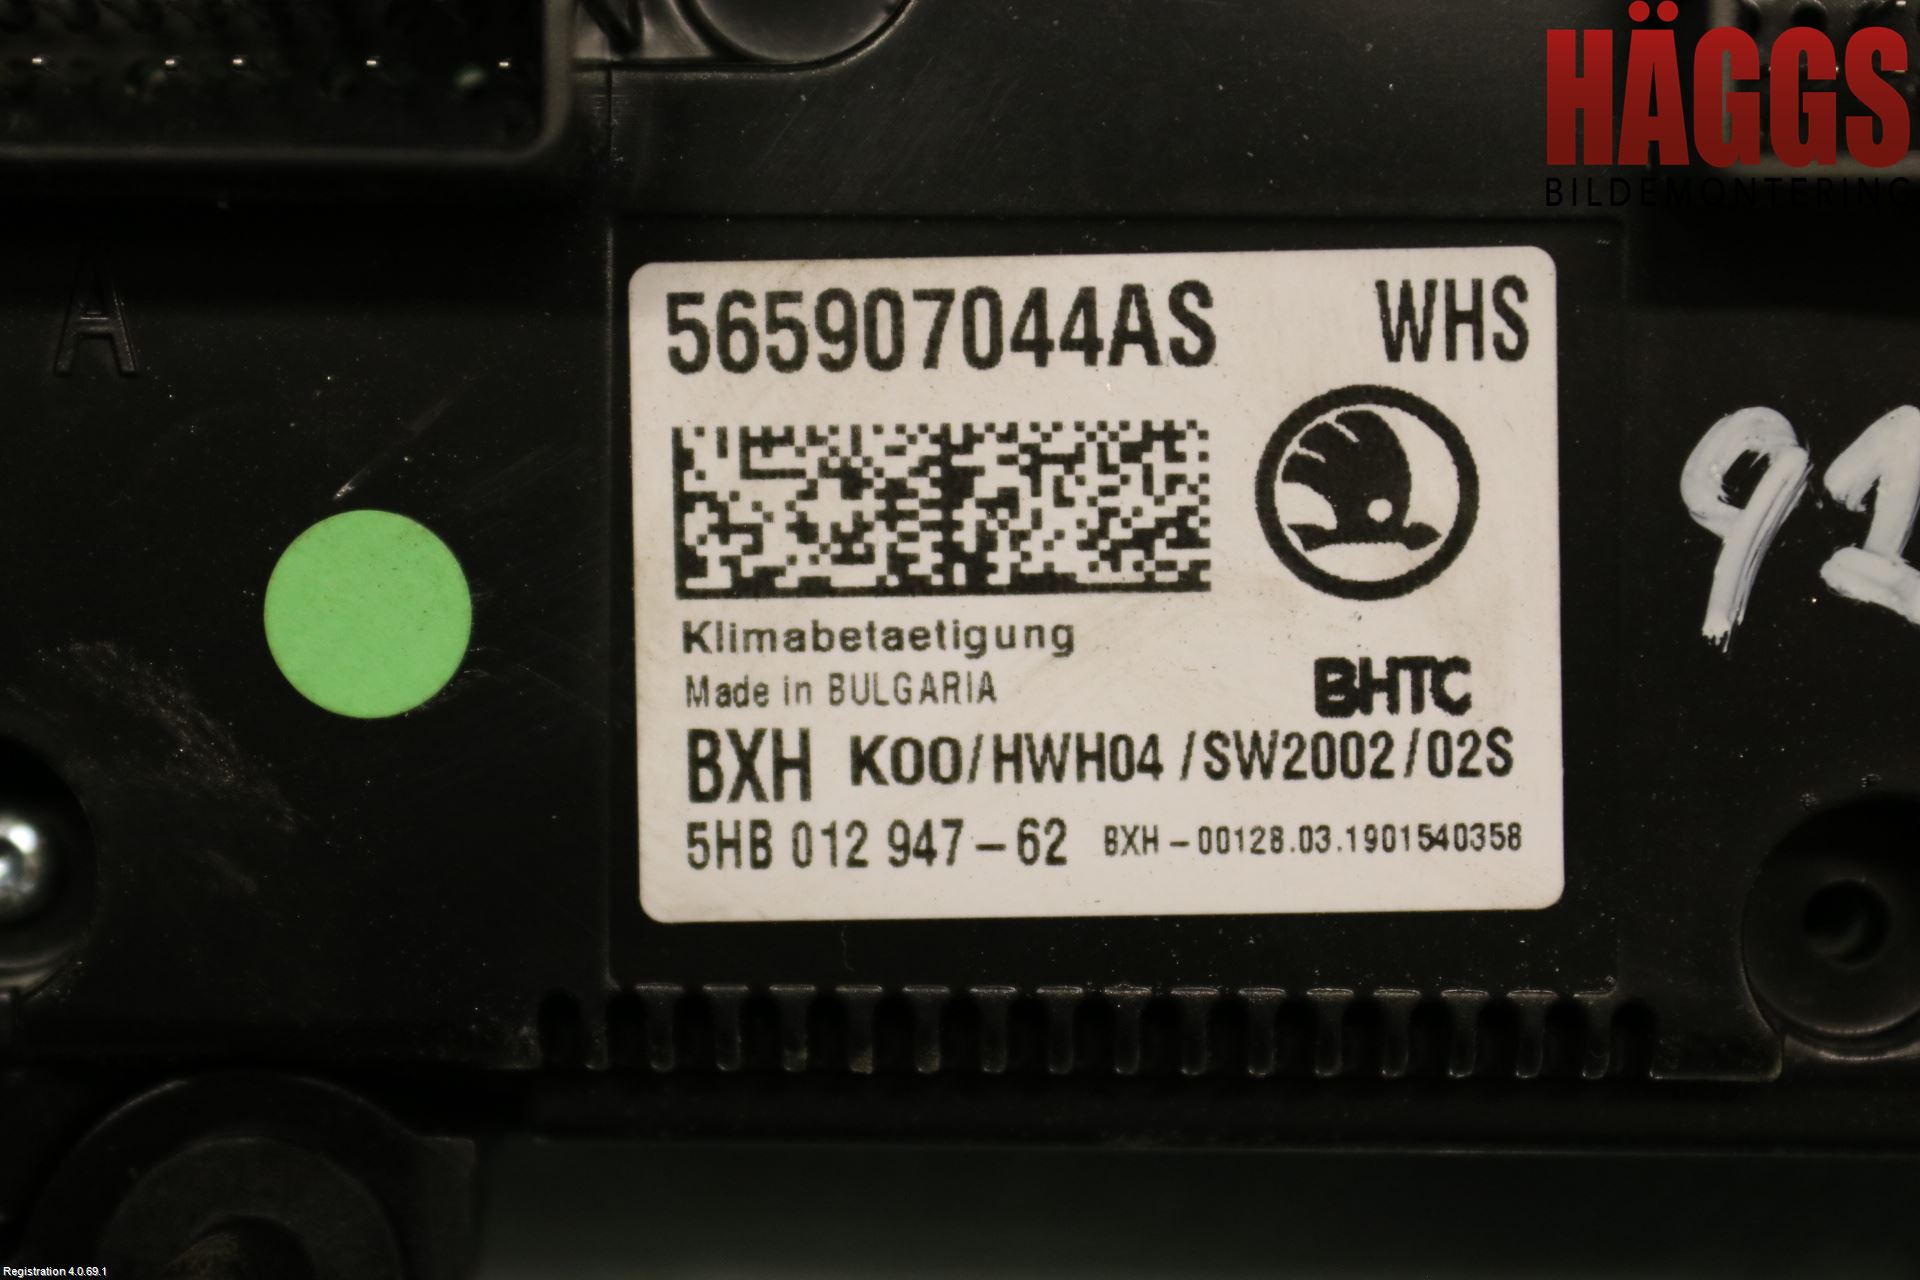 HÄGGS
BILDEMONTERING
A
565907044AS WHS
Klimabetaetigung
Made in BULGARIA
BHTC
BXH K00/HWH04/SW2002/02S
5HB 012 947-62 BXH-00128.03.1901540358
91
Registration 4.0.69.1